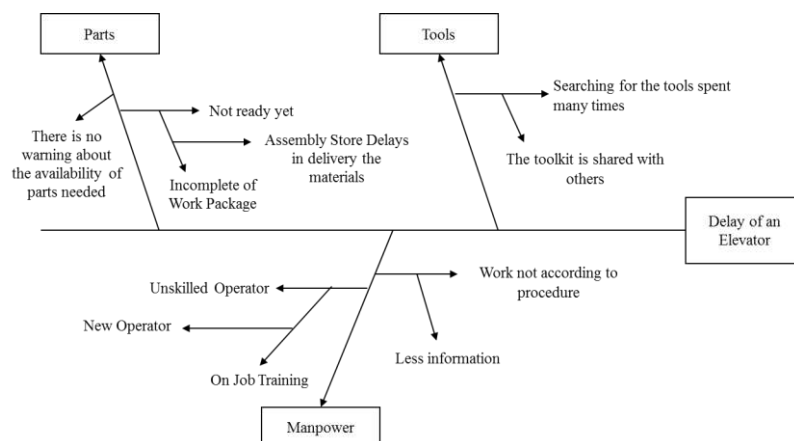 Parts
Tools
Not ready yet
There is no
warning about
the availability of
parts needed
Assembly Store Delays
in delivery the
materials
Incomplete of
Work Package
Searching for the tools spent
many times
The toolkit is shared with
others
Delay of an
Elevator
Unskilled Operator
New Operator
On Job Training
Work not according to
procedure
Less information
Manpower